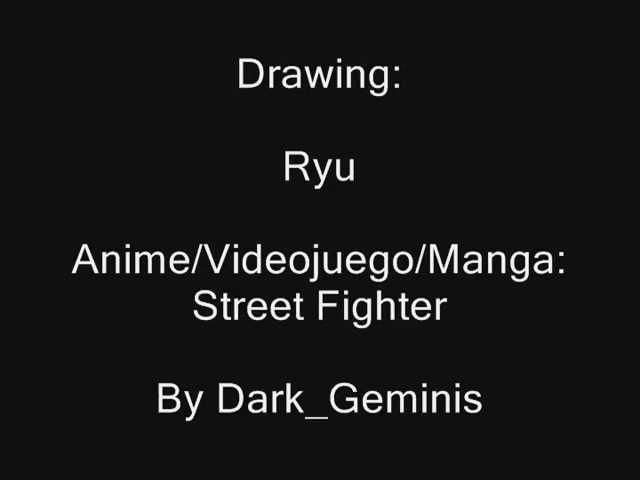 Drawing:
Ryu
Anime/Videojuego/Manga:
Street Fighter
By Dark_Geminis